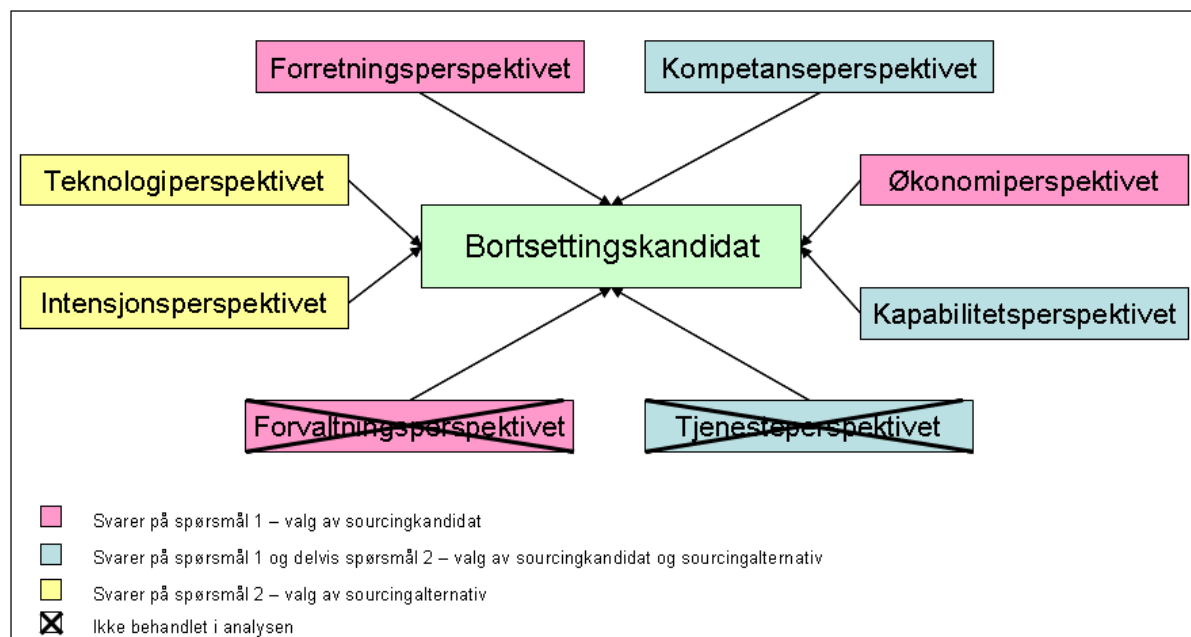 Forretningsperspektivet
Kompetanseperspektivet
Teknologiperspektivet
Økonomiperspektivet
Bortsettingskandidat
Intensjonsperspektivet
Kapabilitetsperspektivet
Forvaltningsperspektivet
Tjenesteperspektivet
Svarer på spørsmål 1 – valg av sourcingkandidat
Svarer på spørsmål 1 og delvis spørsmål 2 – valg av sourcingkandidat og sourcingalternativ
Svarer på spørsmål 2 – valg av sourcingalternativ
Ikke behandlet i analysen